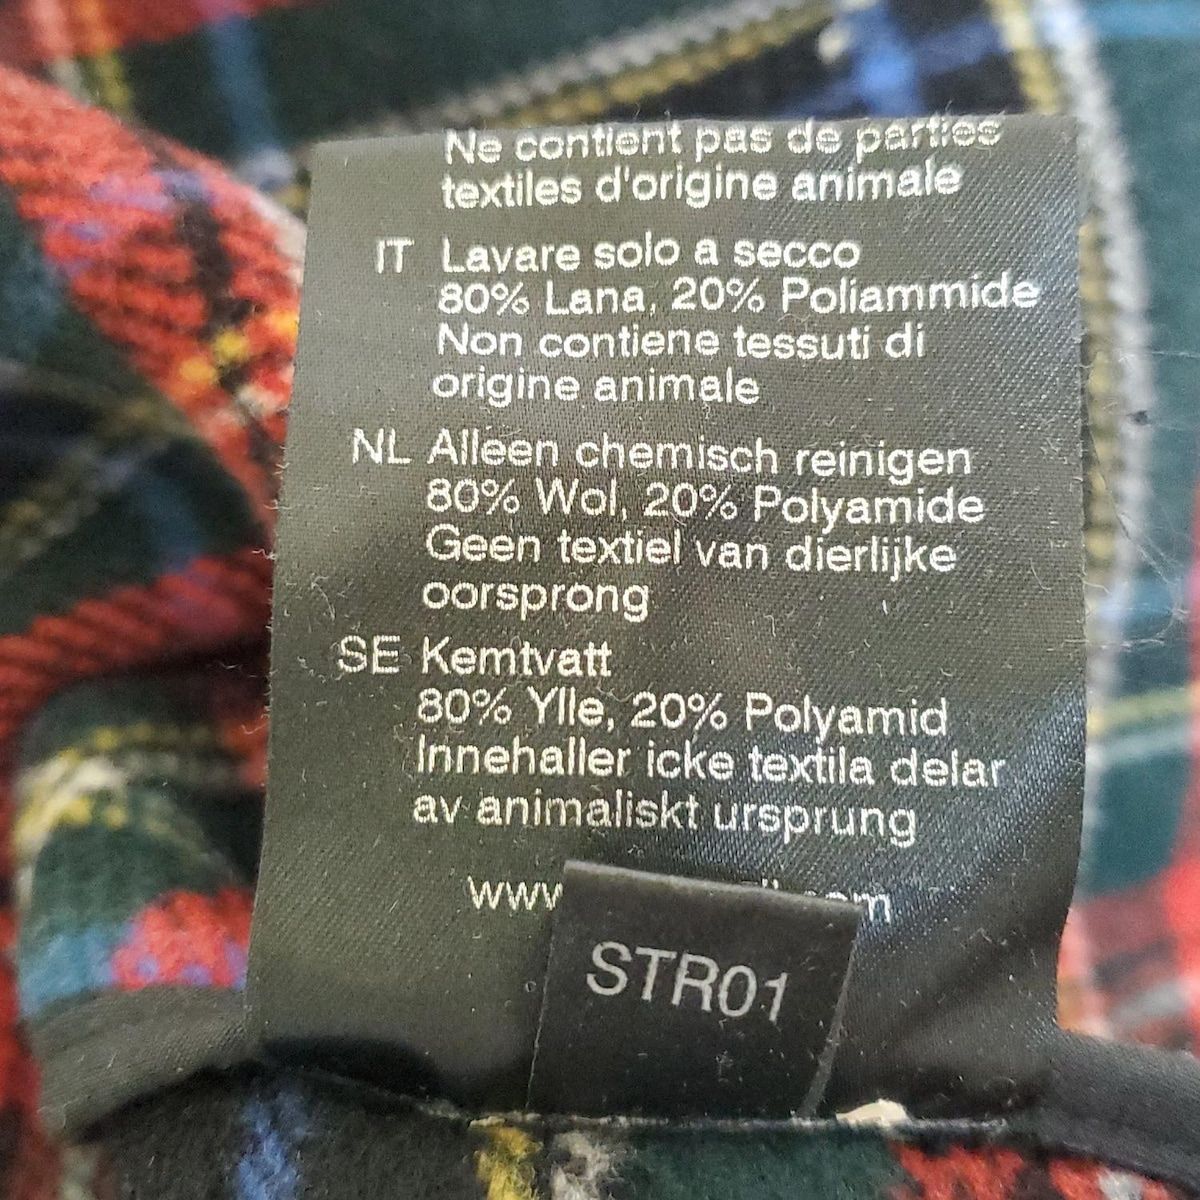 Ne contient pas de parties
textiles d'origine animale
IT Lavare solo a secco
80% Lana, 20% Poliammide
Non contiene tessuti di
origine animale
NL Alleen chemisch reinigen
80% Wol, 20% Polyamide
Geen textiel van dierlijke
oorsprong
SE Kemtvatt
80% Ylle, 20% Polyamid
Innehaller icke textila delar
av animaliskt ursprung
STR01